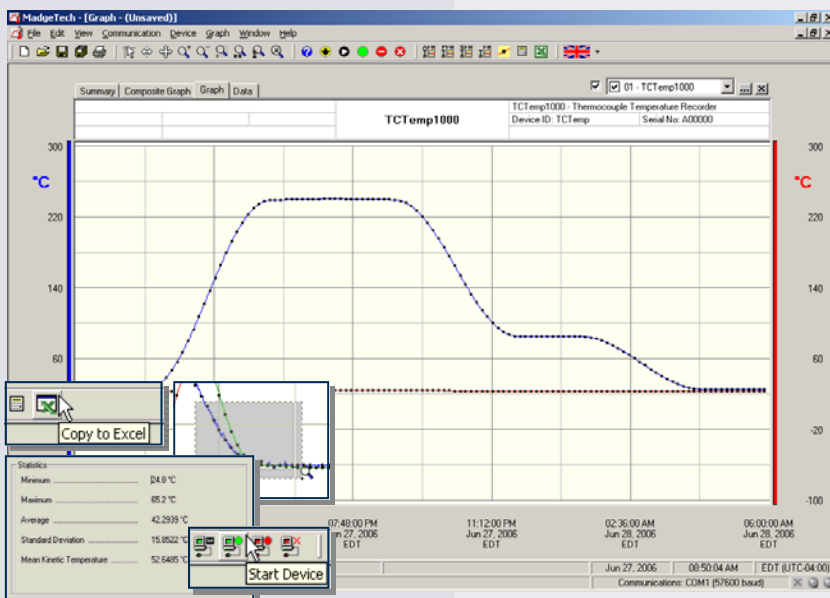 MadgeTech - [Graph - (Unsaved)]
File Edit View Communication Device Graph Window Help
Summary Composite Graph Graph Data
01 - TCTemp1000
TCTemp1000
TCTemp1000 - Thermocouple Temperature Recorder
Device ID: TCTemp Serial No: A00000
300 300
°C °C
220 220
140 140
60 60
-20
-100
Copy to Excel
Statistics
Minimum 24.8 °C
Maximum 65.2 °C
Average 42.2939 °C
Standard Deviation 15.8522 °C
Mean Kinetic Temperature 52.6485 °C
Start Device
07:48:00 PM 11:12:00 PM 02:36:00 AM 06:00:00 AM
27, 2006 Jun 27, 2006 Jun 28, 2006 Jun 28, 2006
EDT EDT EDT EDT
Jun 27, 2006 08:50:04 AM EDT (UTC-04:00)
Communications: COM1 (57600 baud)